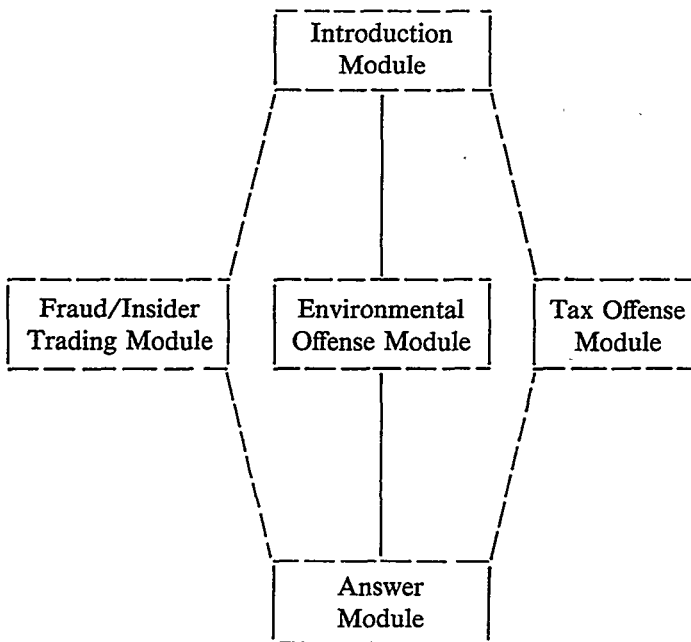 Introduction
Module
Fraud/Insider
Trading Module
Environmental
Offense Module
Tax Offense
Module
Answer
Module